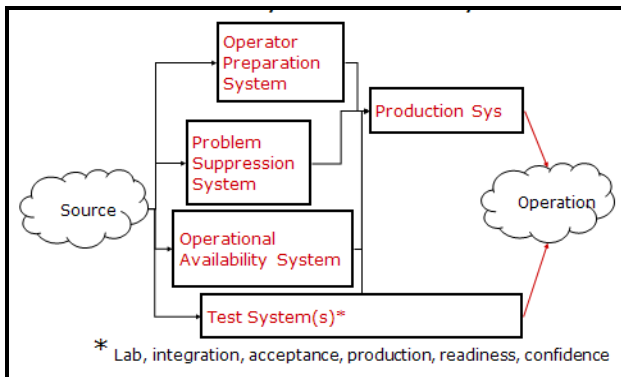 Operator
Preparation
System
Production Sys
Problem
Suppression
System
Source
Operation
Operational
Availability System
Test System(s)*
* Lab, integration, acceptance, production, readiness, confidence